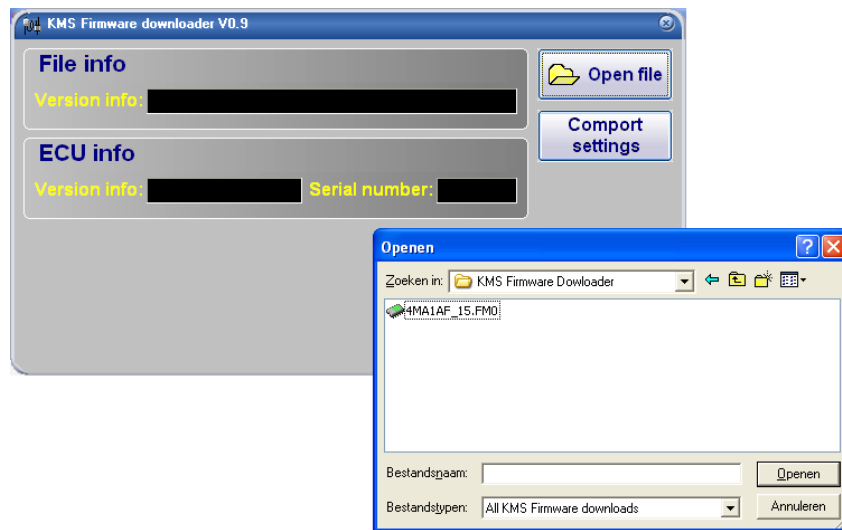 KMS Firmware downloader V0.9
File info
Open file
Version info:
Comport
settings
ECU info
Version info:
Serial number:
Openen
Zoeken in:
KMS Firmware Dowloader
4MA1AF_15.FM0
Bestandsnaam:
Openen
Bestandstypen:
All KMS Firmware downloads
Annuleren